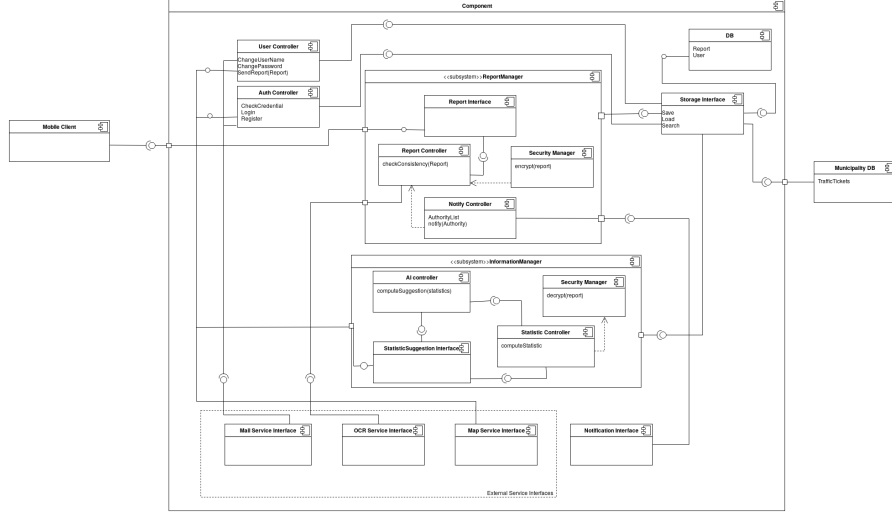 Component
User Controller
ChangeUserName
ChangePassword
SendReport(Report)
Auth Controller
CheckCredential
Login
Register
Mobile Client
<<subsystem>>ReportManager
Report Interface
Report Controller
checkConsistency(Report)
Security Manager
encrypt(report)
Notify Controller
AuthorityList
notify(Authority)
DB
Report
User
Storage Interface
Save
Load
Search
Municipality DB
TrafficTickets
<<subsystem>>InformationManager
AI controller
computeSuggestion(statistics)
Security Manager
decrypt(report)
Statistic Controller
computeStatistic
StatisticSuggestion Interface
Mail Service Interface
OCR Service Interface
Map Service Interface
Notification Interface
External Service Interfaces